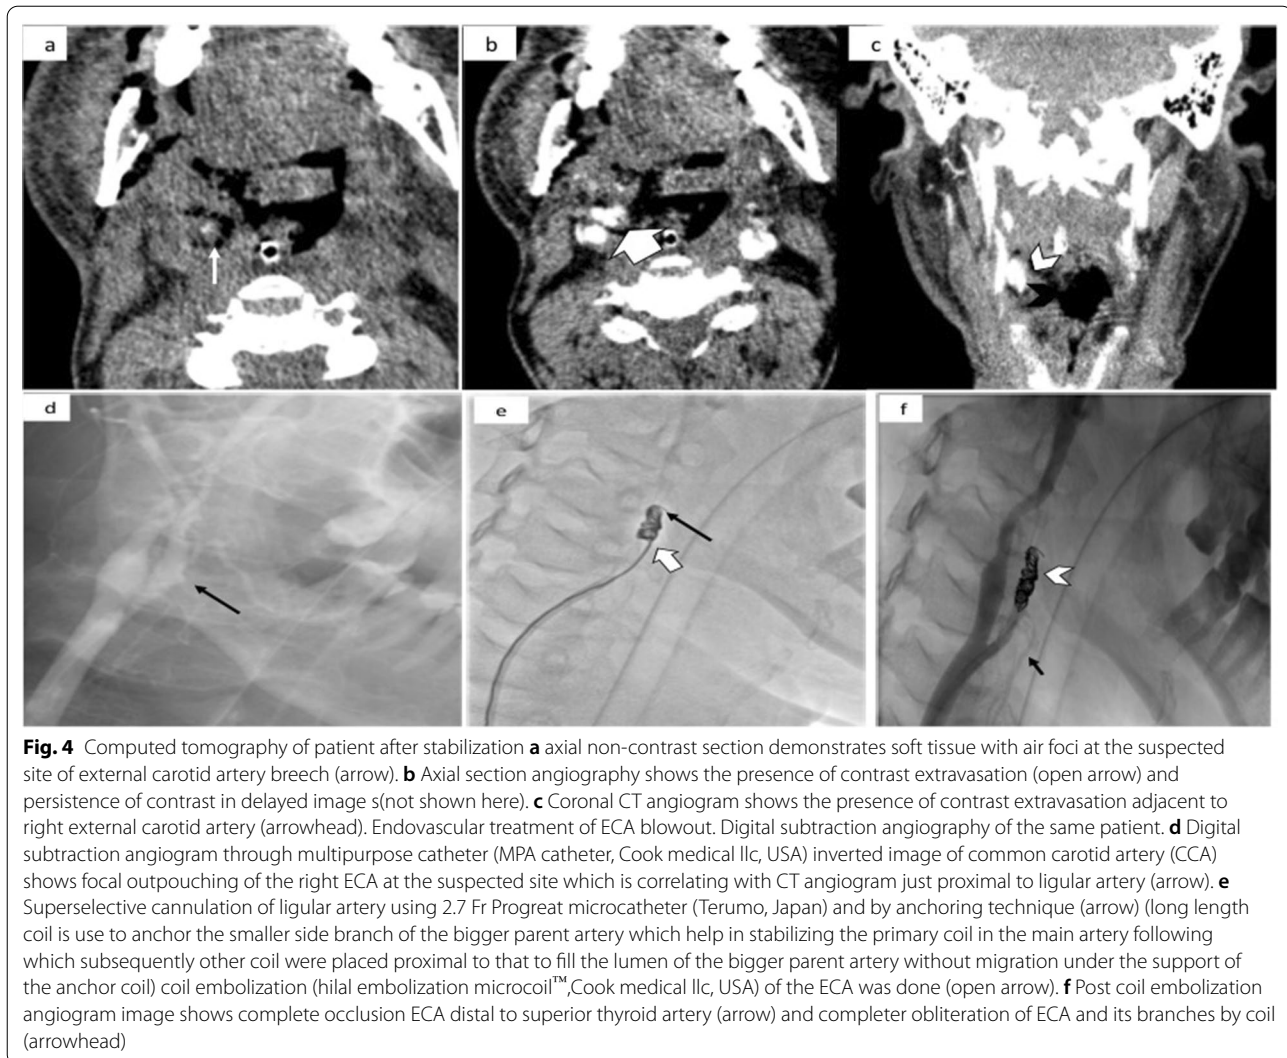 a
b
c
d
e
f
Fig. 4 Computed tomography of patient after stabilization a axial non-contrast section demonstrates soft tissue with air foci at the suspected
site of external carotid artery breech (arrow). b Axial section angiography shows the presence of contrast extravasation (open arrow) and
persistence of contrast in delayed image s(not shown here). c Coronal CT angiogram shows the presence of contrast extravasation adjacent to
right external carotid artery (arrowhead). Endovascular treatment of ECA blowout. Digital subtraction angiography of the same patient. d Digital
subtraction angiogram through multipurpose catheter (MPA catheter, Cook medical llc, USA) inverted image of common carotid artery (CCA)
shows focal outpouching of the right ECA at the suspected site which is correlating with CT angiogram just proximal to ligular artery (arrow). e
Superselective cannulation of ligular artery using 2.7 Fr Progreat microcatheter (Terumo, Japan) and by anchoring technique (arrow) (long length
coil is use to anchor the smaller side branch of the bigger parent artery which help in stabilizing the primary coil in the main artery following
which subsequently other coil were placed proximal to that to fill the lumen of the bigger parent artery without migration under the support of
the anchor coil) coil embolization (hilal embolization microcoil™,Cook medical llc, USA) of the ECA was done (open arrow). f Post coil embolization
angiogram image shows complete occlusion ECA distal to superior thyroid artery (arrow) and completer obliteration of ECA and its branches by coil
(arrowhead)